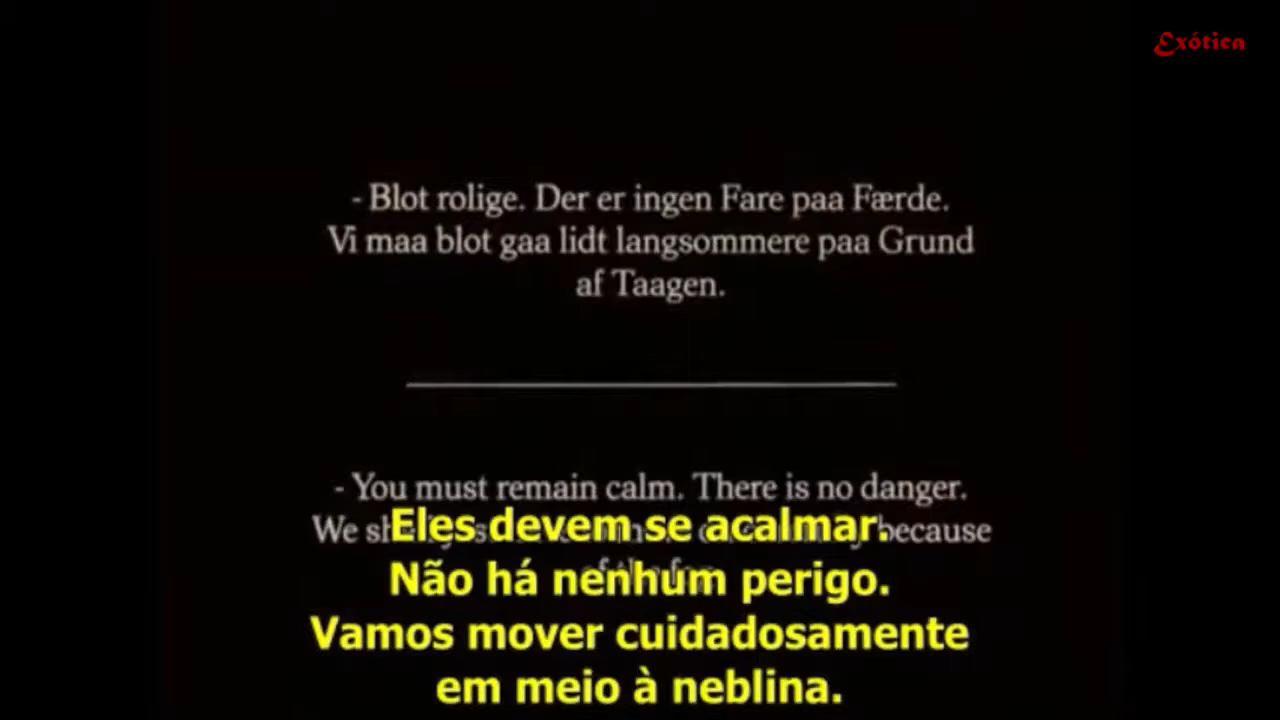 Exótica
- Blot rolige. Der er ingen Fare paa Færde.
Vi maa blot gaa lidt langsommere paa Grund
af Taagen.
- You must remain calm. There is no danger.
We because
Eles devem se acalmar.
Não há nenhum perigo.
Vamos mover cuidadosamente
em meio à neblina.